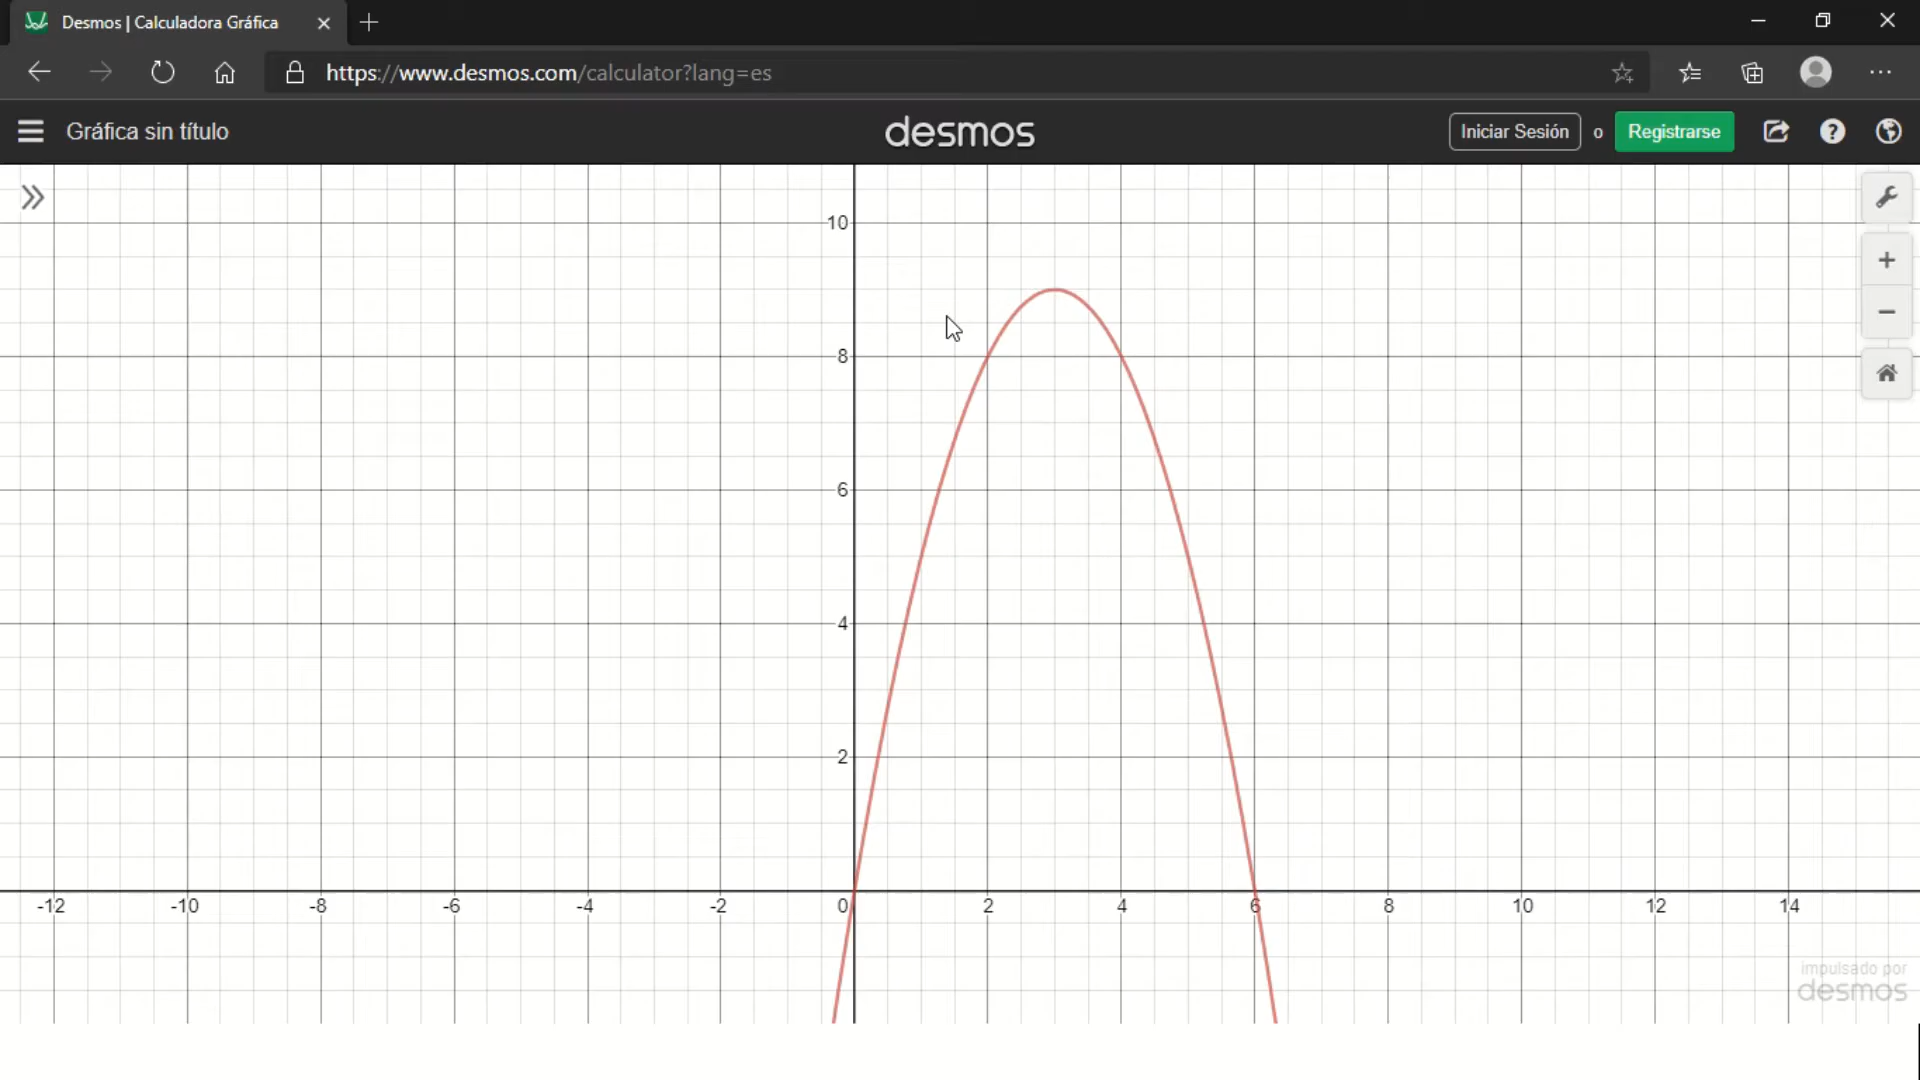 Desmos | Calculadora Gráfica
https://www.desmos.com/calculator?lang=es
Gráfica sin título
desmos
Iniciar Sesión o Registrarse
10
8
6
4
2
-12 -10 -8 -6 -4 -2 0 2 4 6 8 10 12 14
impulsado por
desmos